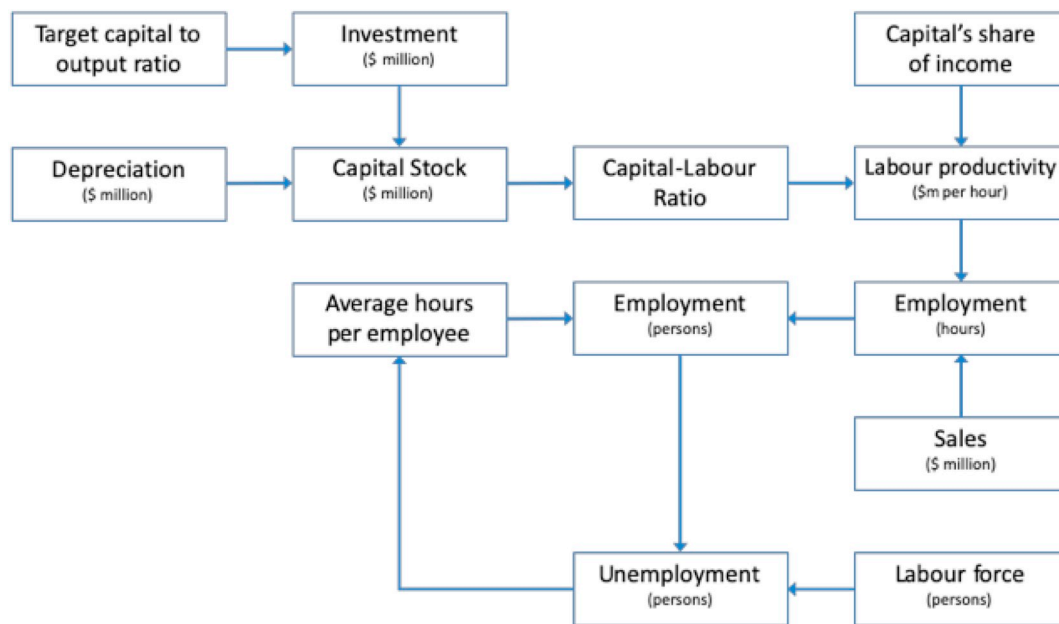 Target capital to
output ratio
Investment
($ million)
Capital’s share
of income
Depreciation
($ million)
Capital Stock
($ million)
Capital-Labour
Ratio
Labour productivity
($m per hour)
Average hours
per employee
Employment
(persons)
Employment
(hours)
Sales
($ million)
Unemployment
(persons)
Labour force
(persons)